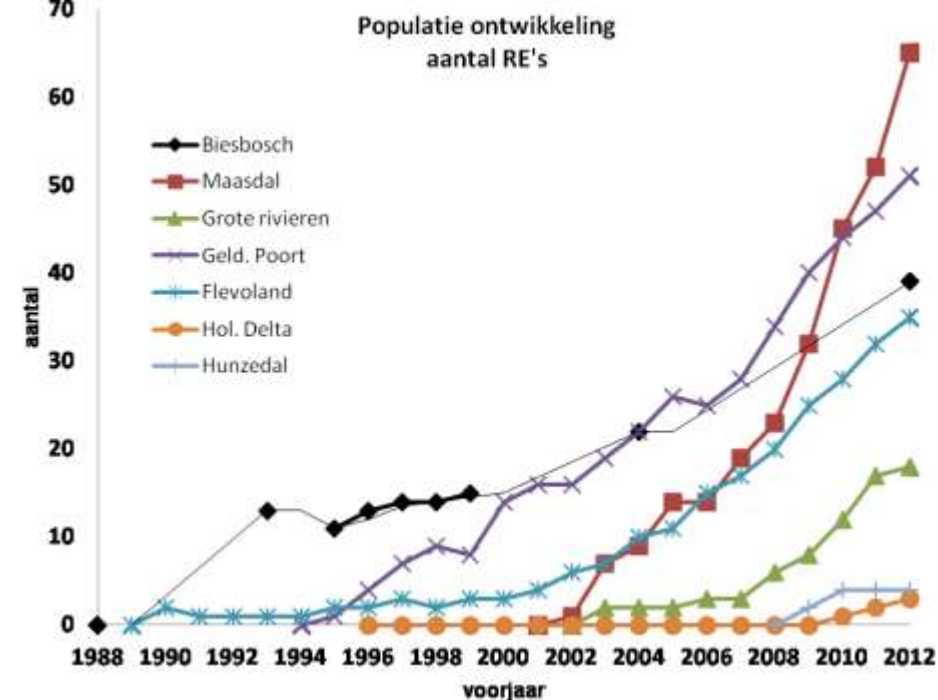 Populatie ontwikkeling
aantal RE's
70
60
50
40
30
20
10
0
aantal
Biesbosch
Maasdal
Grote rivieren
Geld. Poort
Flevoland
Hol. Delta
Hunzedal
1988 1990 1992 1994 1996 1998 2000 2002 2004 2006 2008 2010 2012
voorjaar